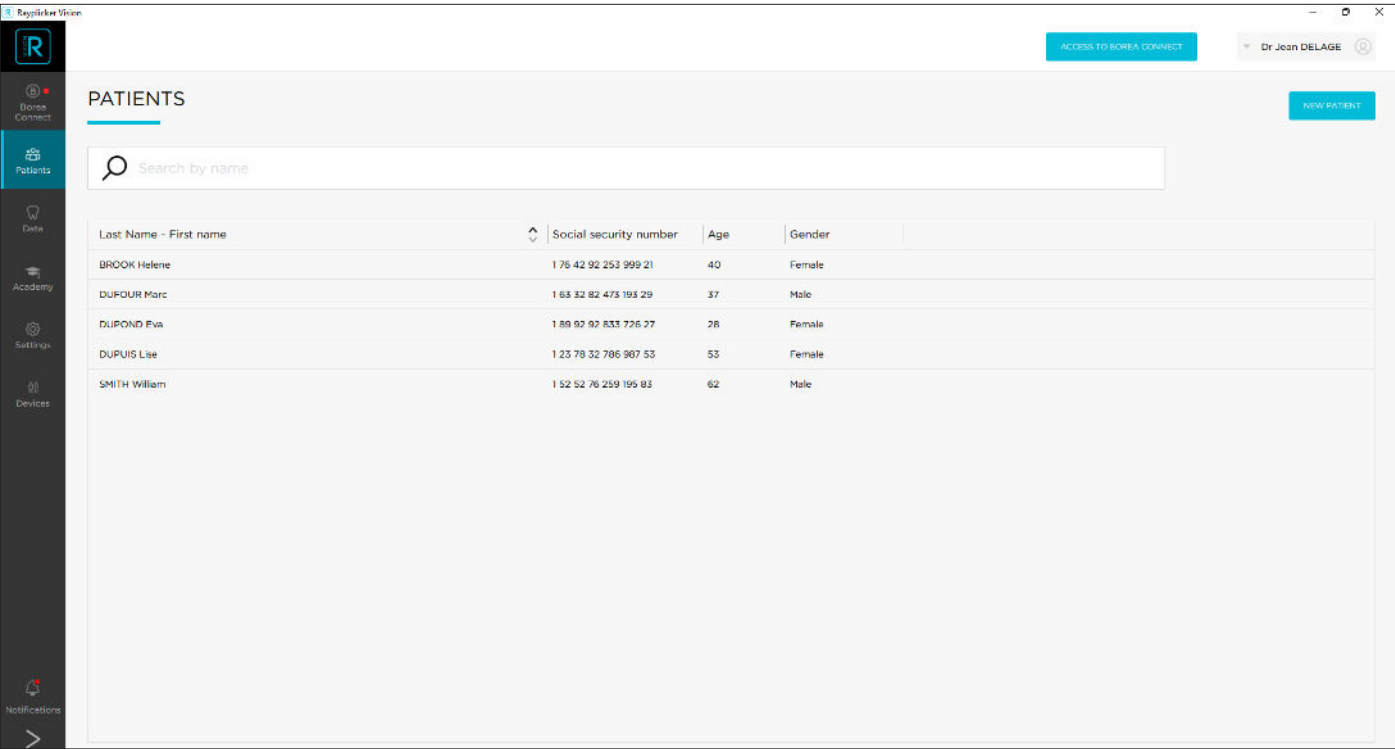 Rayplicker Vision
VISION
R
ACCESS TO BOREA CONNECT
Dr Jean DELAGE
Borea
Connect
PATIENTS
NEW PATIENT
Patients
Search by name
Data
Last Name - First name Social security number Age Gender
BROOK Helene 1 76 42 92 253 999 21 40 Female
Academy
DUFOUR Marc 1 63 32 82 473 193 29 37 Male
DUPOND Eva 1 89 92 92 833 726 27 28 Female
Settings
DUPUIS Lise 1 23 78 32 786 987 53 53 Female
SMITH William 1 52 52 76 259 195 83 62 Male
Devices
Notifications